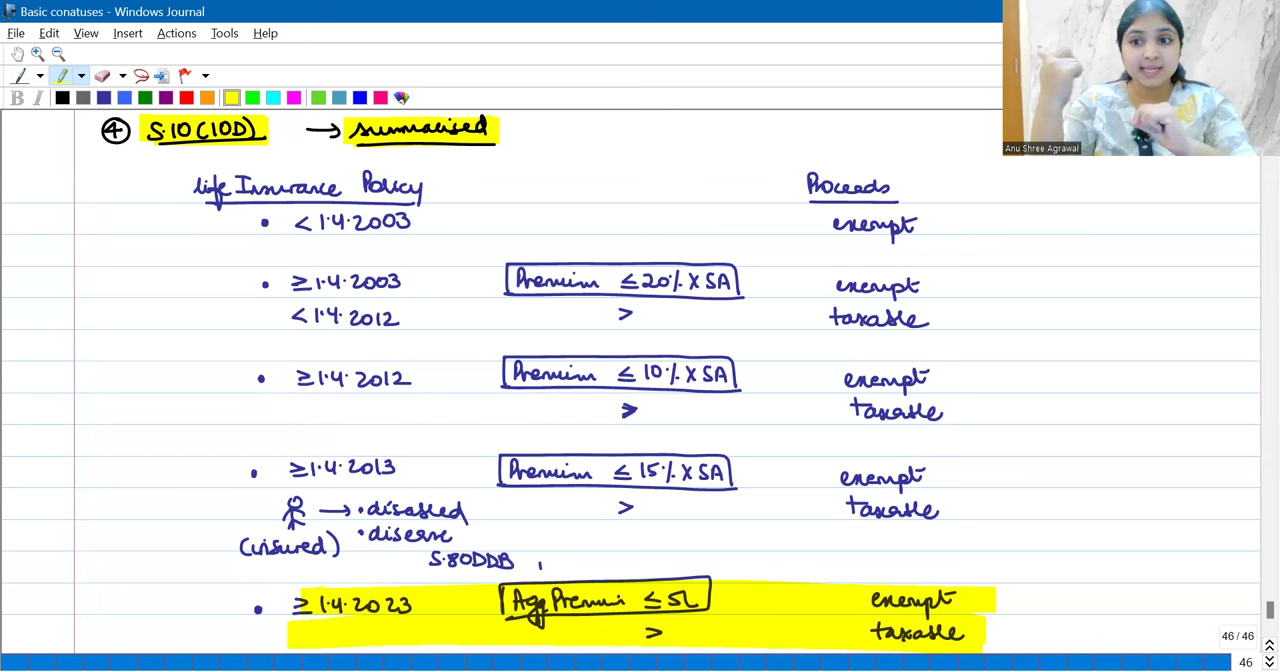 Basic conatuses - Windows Journal
File Edit View Insert Actions Tools Help
B I
Anu Shree Agrawal
④ S.10(10D) → summarised
life Insurance Policy Proceeds
• < 1.4.2003 exempt
• ≥ 1.4.2003 Premium ≤ 20% X SA exempt
< 1.4.2012 > taxable
• ≥ 1.4.2012 Premium ≤ 10% X SA exempt
> taxable
• ≥ 1.4.2013 Premium ≤ 15% X SA exempt
→ • disabled > taxable
• disease
(insured)
S.80DDB
• ≥ 1.4.2023 Agg Premium ≤ 5L exempt
> taxable
46 / 46
46